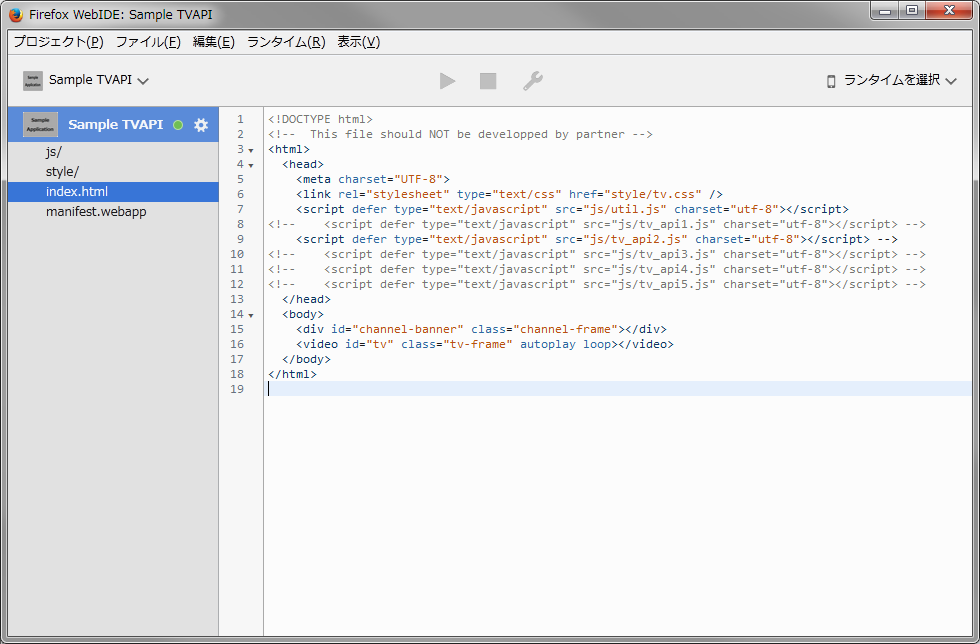 Firefox WebIDE: Sample TVAPI
プロジェクト(P) ファイル(F) 編集(E) ランタイム(R) 表示(V)
Sample Application
Sample TVAPI
ランタイムを選択
Sample Application
Sample TVAPI
js/
style/
index.html
manifest.webapp
1 <!DOCTYPE html>
2 <!--  This file should NOT be developped by partner -->
3 <html>
4   <head>
5     <meta charset="UTF-8">
6     <link rel="stylesheet" type="text/css" href="style/tv.css" />
7     <script defer type="text/javascript" src="js/util.js" charset="utf-8"></script>
8 <!--    <script defer type="text/javascript" src="js/tv_api1.js" charset="utf-8"></script> -->
9     <script defer type="text/javascript" src="js/tv_api2.js" charset="utf-8"></script> -->
10 <!--    <script defer type="text/javascript" src="js/tv_api3.js" charset="utf-8"></script> -->
11 <!--    <script defer type="text/javascript" src="js/tv_api4.js" charset="utf-8"></script> -->
12 <!--    <script defer type="text/javascript" src="js/tv_api5.js" charset="utf-8"></script> -->
13   </head>
14   <body>
15     <div id="channel-banner" class="channel-frame"></div>
16     <video id="tv" class="tv-frame" autoplay loop></video>
17   </body>
18 </html>
19